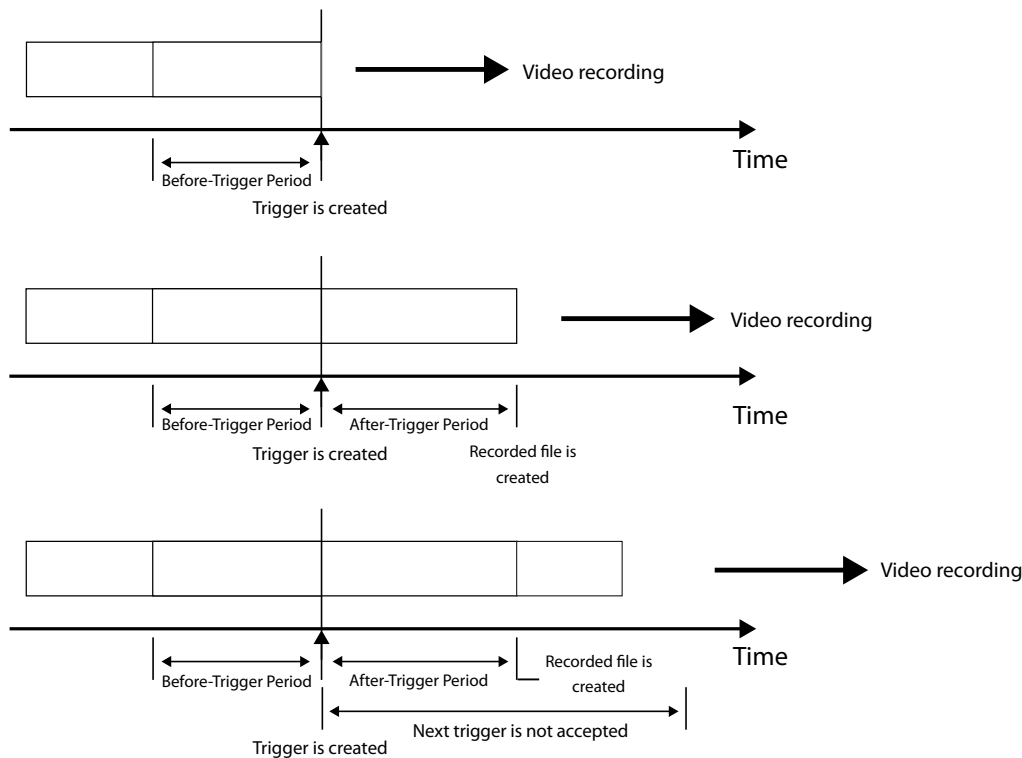 Video recording
Time
Before-Trigger Period
Trigger is created
Video recording
Time
Before-Trigger Period
After-Trigger Period
Trigger is created
Recorded file is
created
Video recording
Time
Before-Trigger Period
After-Trigger Period
Recorded file is
created
Next trigger is not accepted
Trigger is created